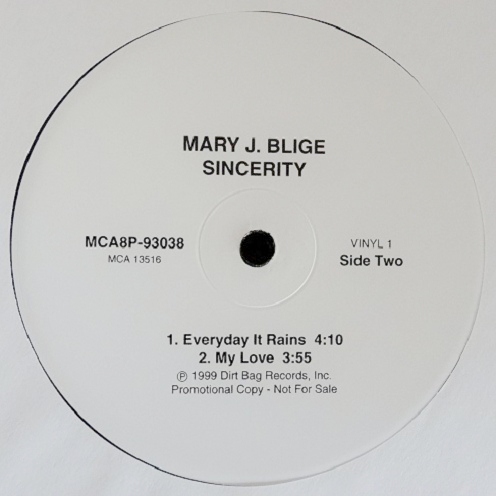 MARY J. BLIGE
SINCERITY
MCA8P-93038
MCA 13516
VINYL 1
Side Two
1. Everyday It Rains 4:10
2. My Love 3:55
℗ 1999 Dirt Bag Records, Inc.
Promotional Copy - Not For Sale